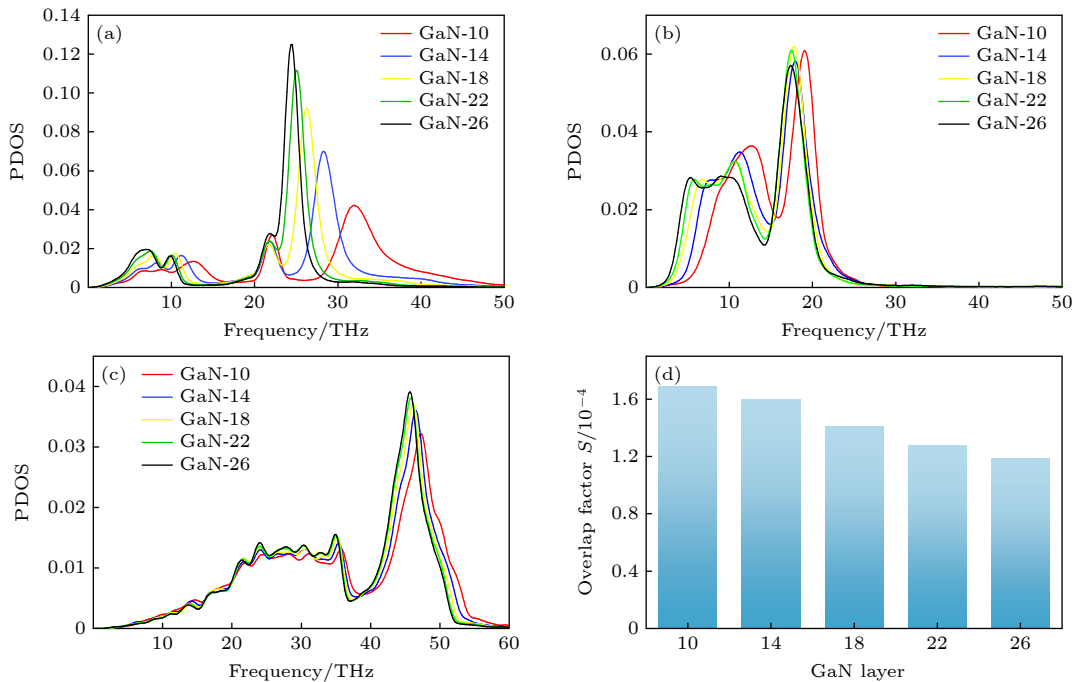 (a)
GaN-10
GaN-14
GaN-18
GaN-22
GaN-26
PDOS
0.14
0.12
0.10
0.08
0.06
0.04
0.02
0
10 20 30 40 50
Frequency/THz
(b)
GaN-10
GaN-14
GaN-18
GaN-22
GaN-26
PDOS
0.06
0.04
0.02
0
0 10 20 30 40 50
Frequency/THz
(c)
GaN-10
GaN-14
GaN-18
GaN-22
GaN-26
PDOS
0.04
0.03
0.02
0.01
0
10 20 30 40 50 60
Frequency/THz
(d)
Overlap factor S/10⁻⁴
1.6
1.2
0.8
0.4
0
10 14 18 22 26
GaN layer